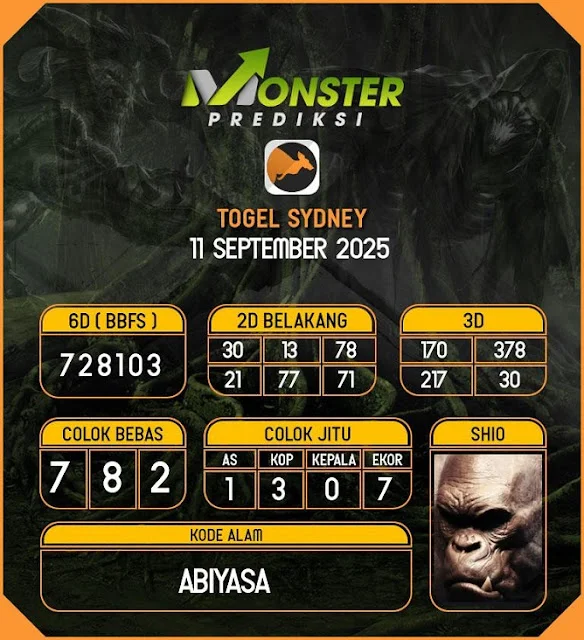 MONSTER
PREDIKSI
TOGEL SYDNEY
11 SEPTEMBER 2025
6D ( BBFS )
728103
2D BELAKANG
30 13 78
21 77 71
3D
170 378
217 30
COLOK BEBAS
7 8 2
COLOK JITU
AS KOP KEPALA EKOR
1 3 0 7
SHIO
KODE ALAM
ABIYASA